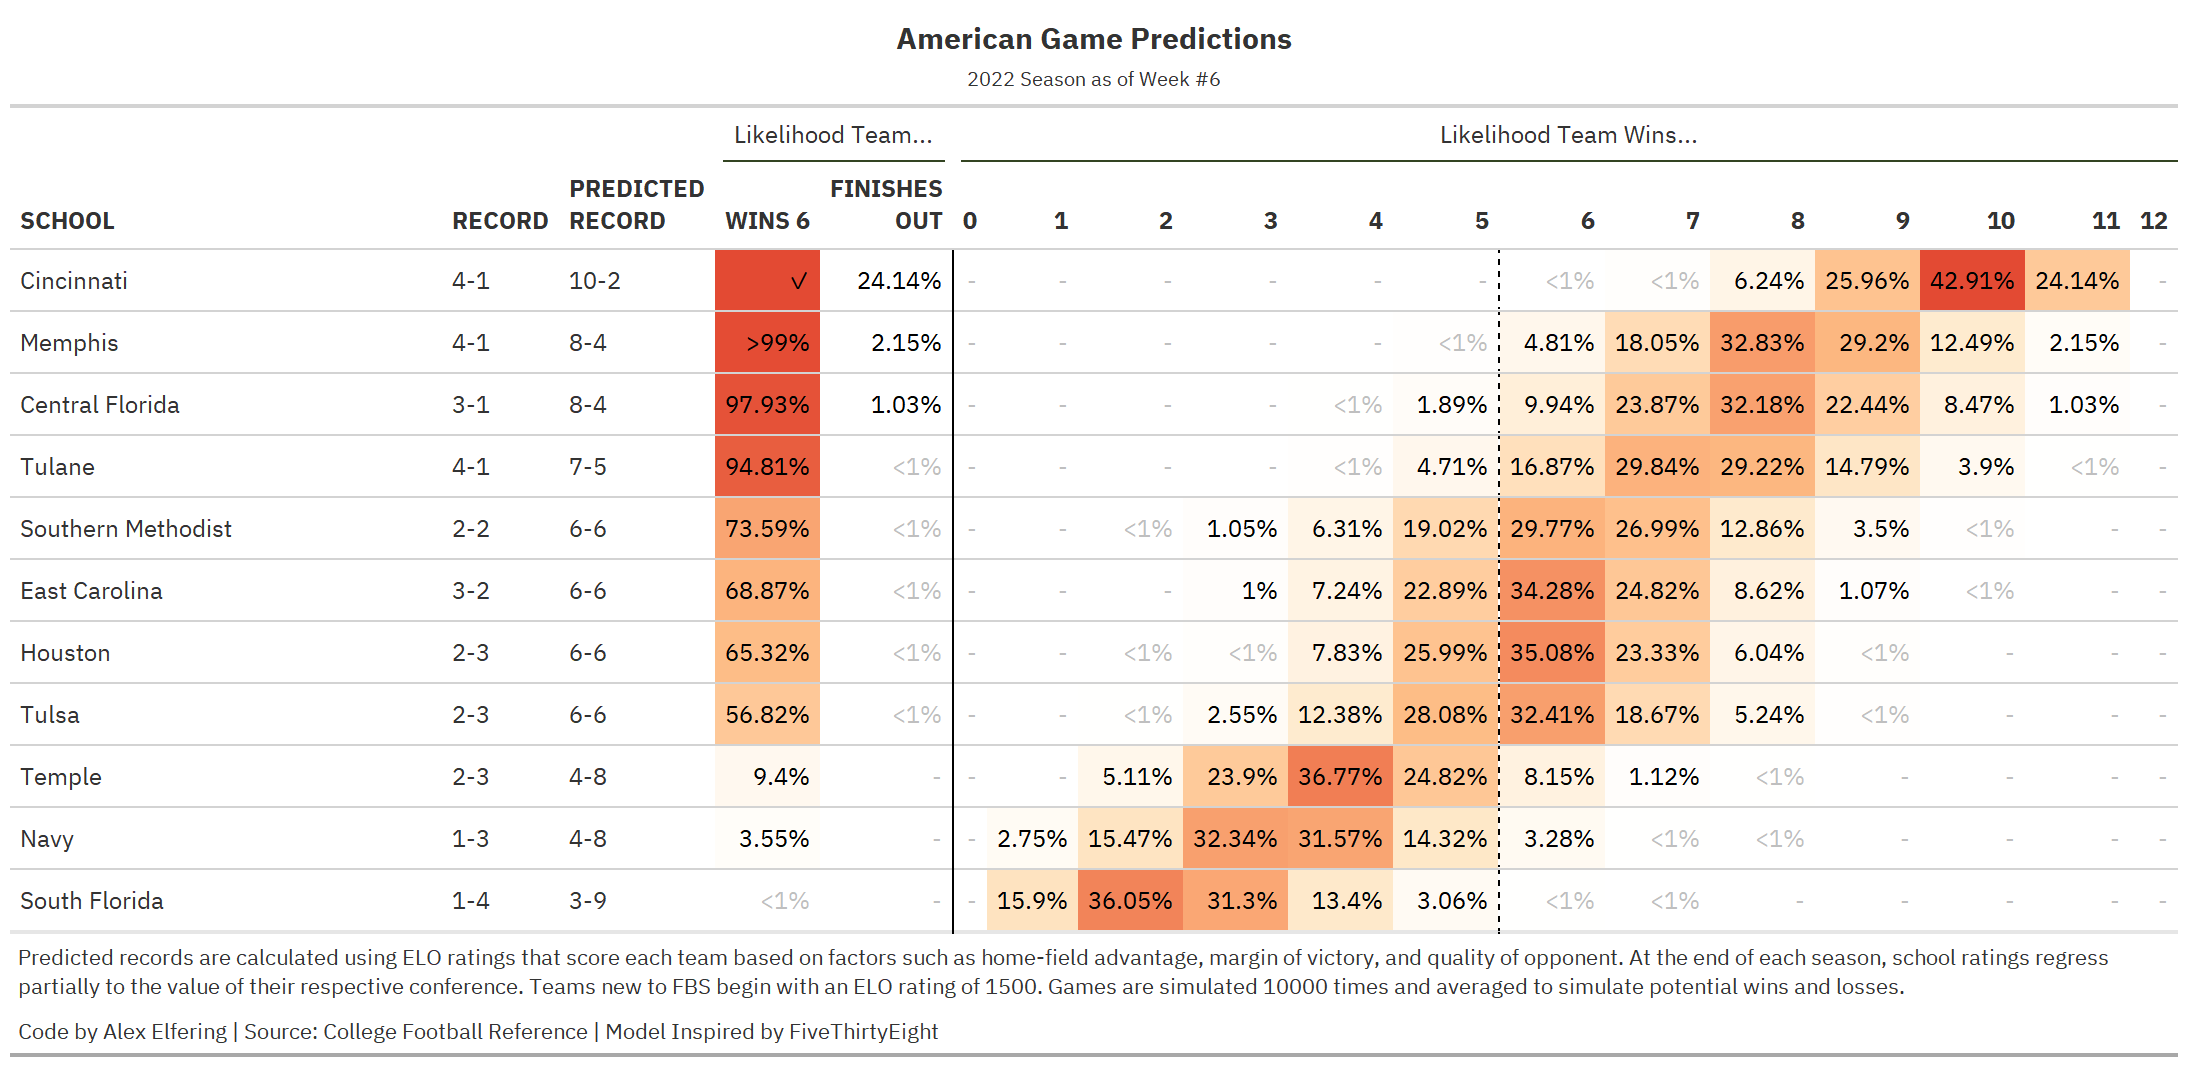 American Game Predictions
2022 Season as of Week #6
Likelihood Team... Likelihood Team Wins...
SCHOOL RECORD PREDICTED RECORD WINS 6 FINISHES OUT 0 1 2 3 4 5 6 7 8 9 10 11 12
Cincinnati 4-1 10-2 ✓ 24.14% - - - - - - <1% <1% 6.24% 25.96% 42.91% 24.14% -
Memphis 4-1 8-4 >99% 2.15% - - - - - <1% 4.81% 18.05% 32.83% 29.2% 12.49% 2.15% -
Central Florida 3-1 8-4 97.93% 1.03% - - - - <1% 1.89% 9.94% 23.87% 32.18% 22.44% 8.47% 1.03% -
Tulane 4-1 7-5 94.81% <1% - - - - <1% 4.71% 16.87% 29.84% 29.22% 14.79% 3.9% <1% -
Southern Methodist 2-2 6-6 73.59% <1% - - <1% 1.05% 6.31% 19.02% 29.77% 26.99% 12.86% 3.5% <1% - -
East Carolina 3-2 6-6 68.87% <1% - - - 1% 7.24% 22.89% 34.28% 24.82% 8.62% 1.07% <1% - -
Houston 2-3 6-6 65.32% <1% - - <1% <1% 7.83% 25.99% 35.08% 23.33% 6.04% <1% - - -
Tulsa 2-3 6-6 56.82% <1% - - <1% 2.55% 12.38% 28.08% 32.41% 18.67% 5.24% <1% - - -
Temple 2-3 4-8 9.4% - - - 5.11% 23.9% 36.77% 24.82% 8.15% 1.12% <1% - - - -
Navy 1-3 4-8 3.55% - - 2.75% 15.47% 32.34% 31.57% 14.32% 3.28% <1% <1% - - - -
South Florida 1-4 3-9 <1% - - 15.9% 36.05% 31.3% 13.4% 3.06% <1% <1% - - - - -
Predicted records are calculated using ELO ratings that score each team based on factors such as home-field advantage, margin of victory, and quality of opponent. At the end of each season, school ratings regress
partially to the value of their respective conference. Teams new to FBS begin with an ELO rating of 1500. Games are simulated 10000 times and averaged to simulate potential wins and losses.
Code by Alex Elfering | Source: College Football Reference | Model Inspired by FiveThirtyEight